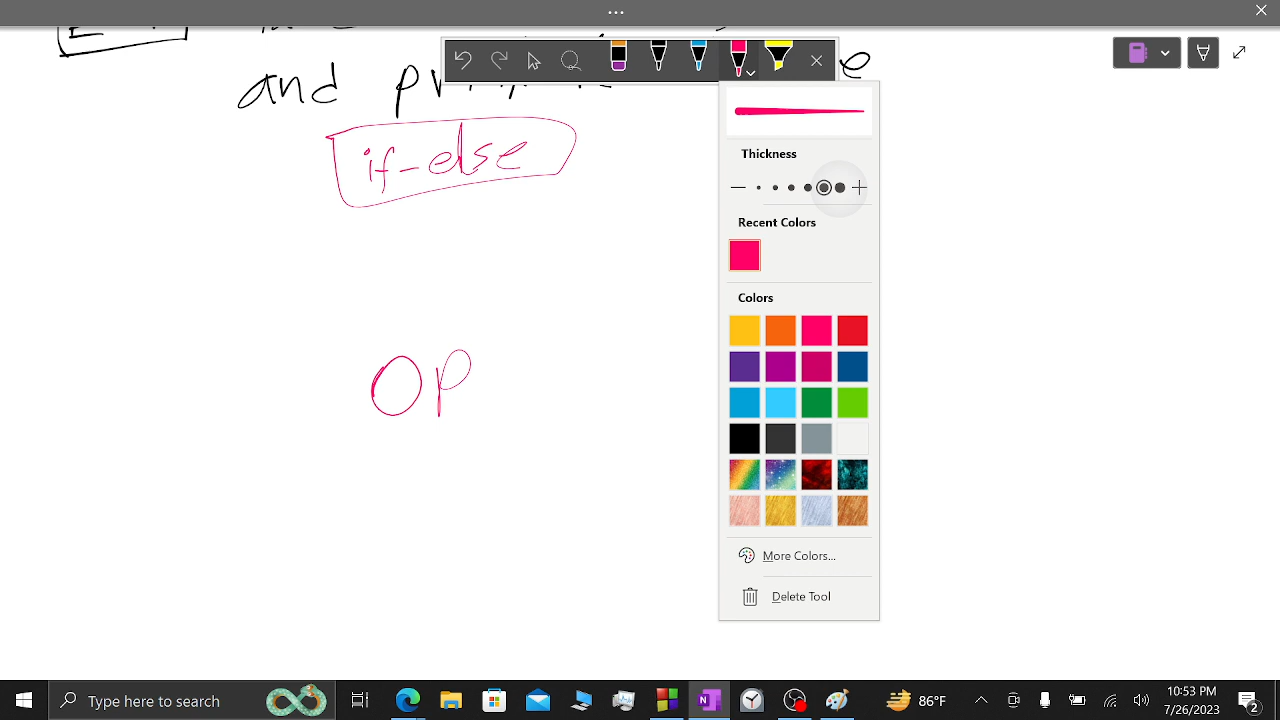 and
if-else
OP
Thickness
Recent Colors
Colors
More Colors...
Delete Tool
Type here to search
86°F
10:53 PM
7/26/2023
2